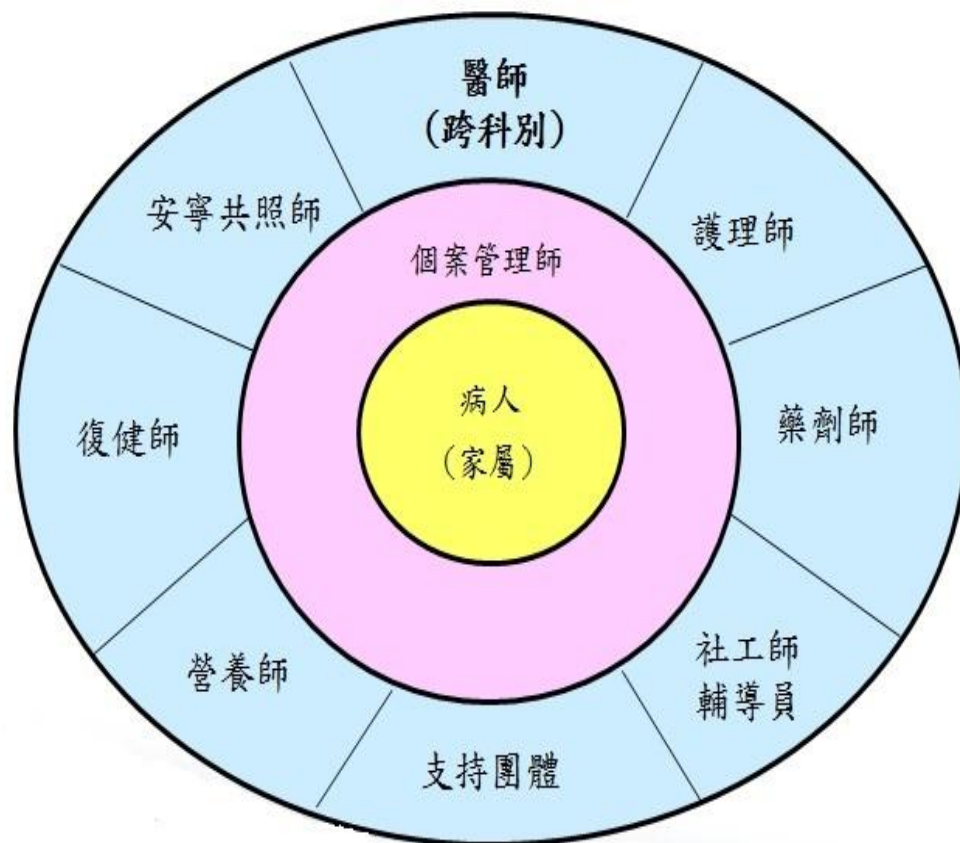 醫師
(跨科別)
安寧共照師
護理師
個案管理師
病人
(家屬)
復健師
藥劑師
營養師
社工師
輔導員
支持團體